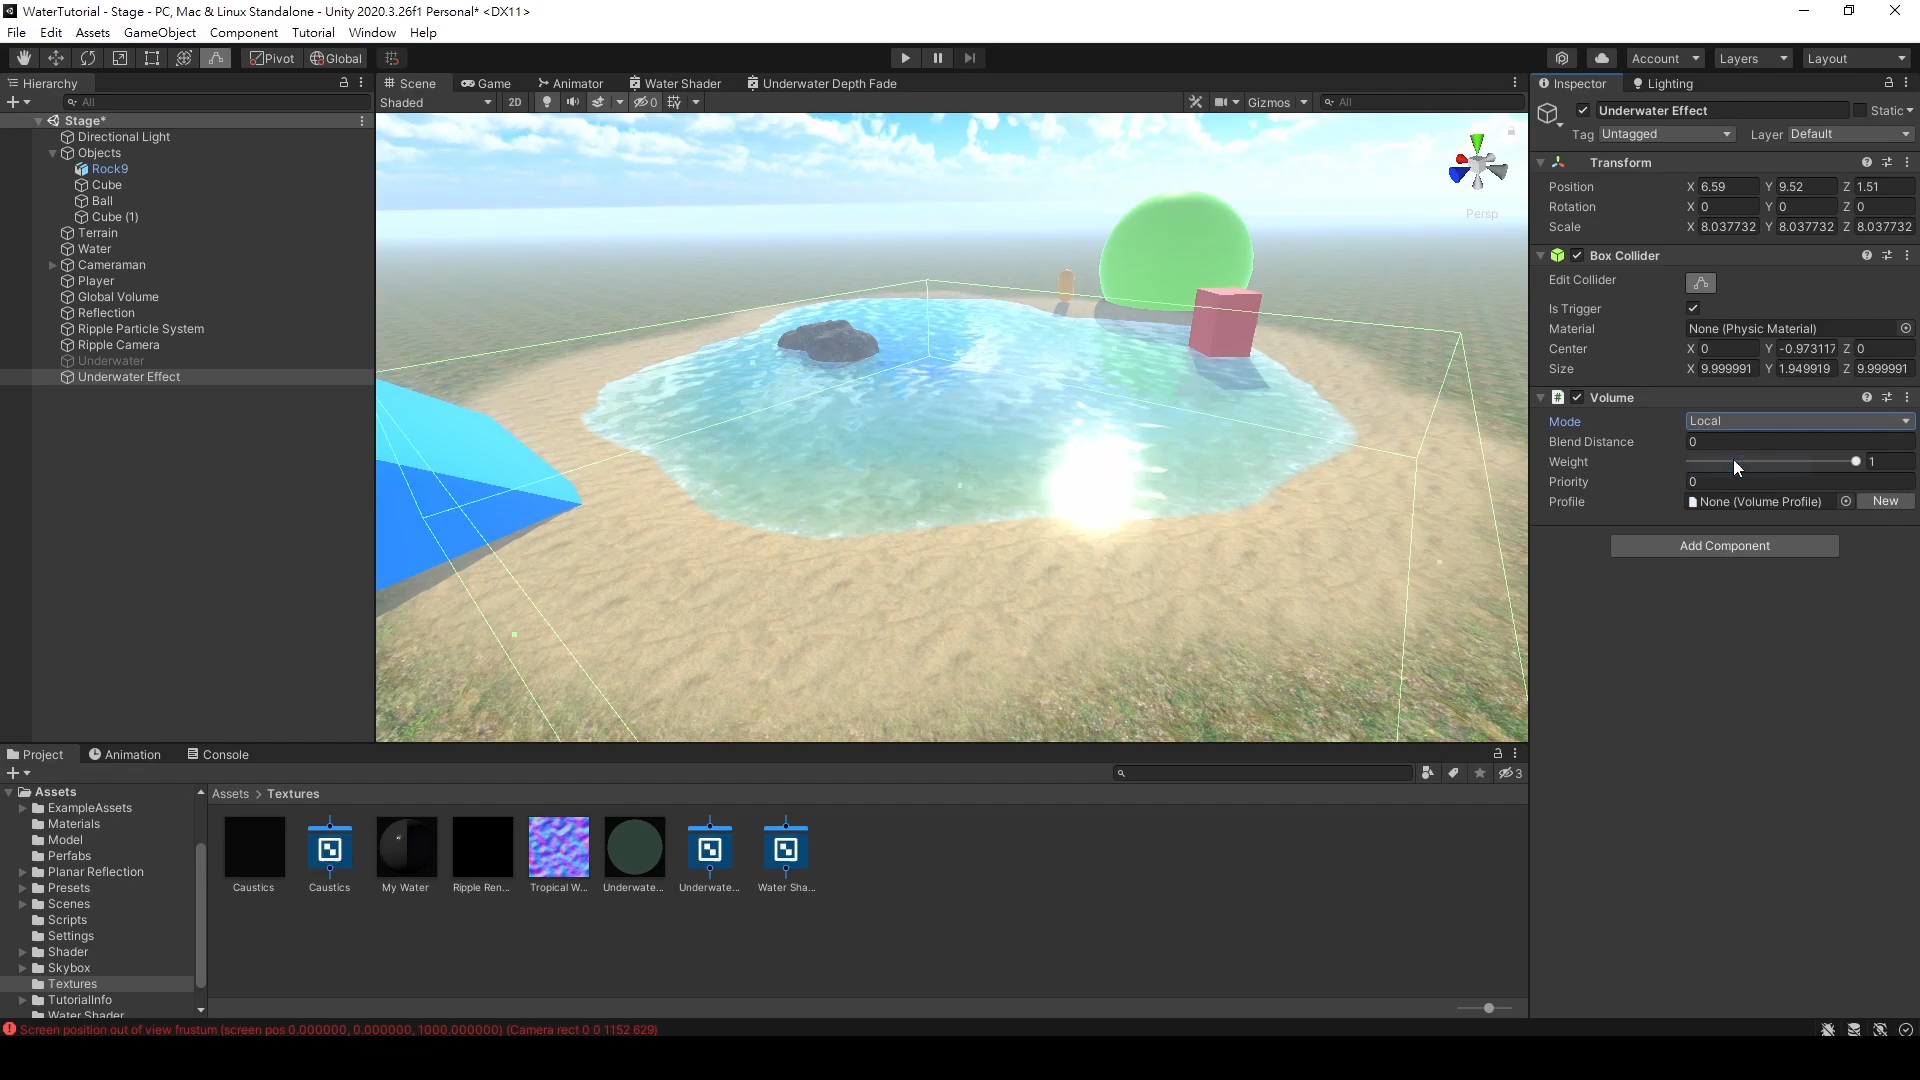 WaterTutorial - Stage - PC, Mac & Linux Standalone - Unity 2020.3.26f1 Personal* <DX11>
File Edit Assets GameObject Component Tutorial Window Help
Pivot Global Account Layers Layout
Hierarchy
All
Stage*
Directional Light
Objects
Rock9
Cube
Ball
Cube (1)
Terrain
Water
Cameraman
Player
Global Volume
Reflection
Ripple Particle System
Ripple Camera
Underwater
Underwater Effect
Scene Game Animator Water Shader Underwater Depth Fade
Shaded 2D 0 Gizmos All
Persp
Inspector Lighting
Underwater Effect Static
Tag Untagged Layer Default
Transform
Position X 6.59 Y 9.52 Z 1.51
Rotation X 0 Y 0 Z 0
Scale X 8.037732 Y 8.037732 Z 8.037732
Box Collider
Edit Collider
Is Trigger
Material None (Physic Material)
Center X 0 Y -0.973117 Z 0
Size X 9.999991 Y 1.949919 Z 9.999991
# Volume
Mode Local
Blend Distance 0
Weight 1
Priority 0
Profile None (Volume Profile) New
Add Component
Project Animation Console
3
Assets
ExampleAssets
Materials
Model
Perfabs
Planar Reflection
Presets
Scenes
Scripts
Settings
Shader
Skybox
Textures
TutorialInfo
Water Shader
Assets > Textures
Caustics Caustics My Water Ripple Ren... Tropical W... Underwate... Underwate... Water Sha...
Screen position out of view frustum (screen pos 0.000000, 0.000000, 1000.000000) (Camera rect 0 0 1152 629)